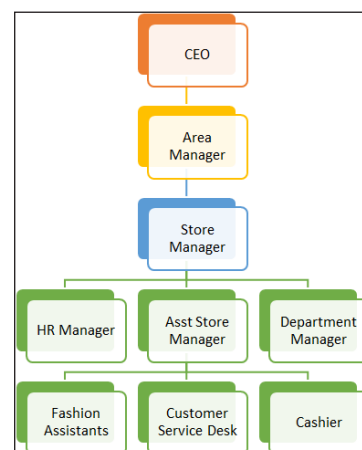 CEO
Area
Manager
Store
Manager
HR Manager
Asst Store
Manager
Department
Manager
Fashion
Assistants
Customer
Service Desk
Cashier